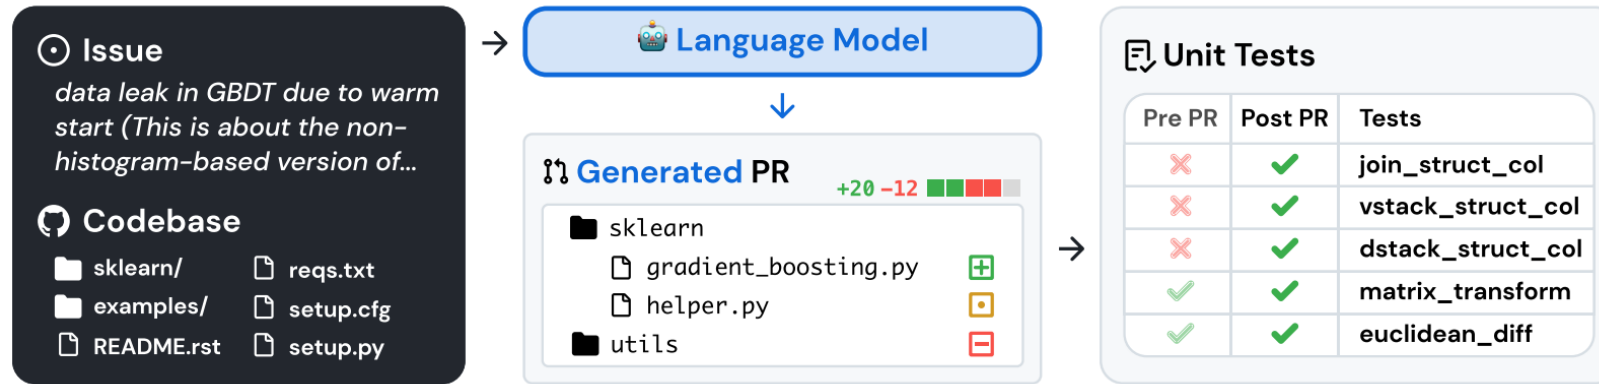 Issue
data leak in GBDT due to warm
start (This is about the non-
histogram-based version of...
Codebase
sklearn/
reqs.txt
examples/
setup.cfg
README.rst
setup.py
Language Model
Generated PR
+20 -12
sklearn
gradient_boosting.py
helper.py
utils
Unit Tests
Pre PR Post PR Tests
join_struct_col
vstack_struct_col
dstack_struct_col
matrix_transform
euclidean_diff